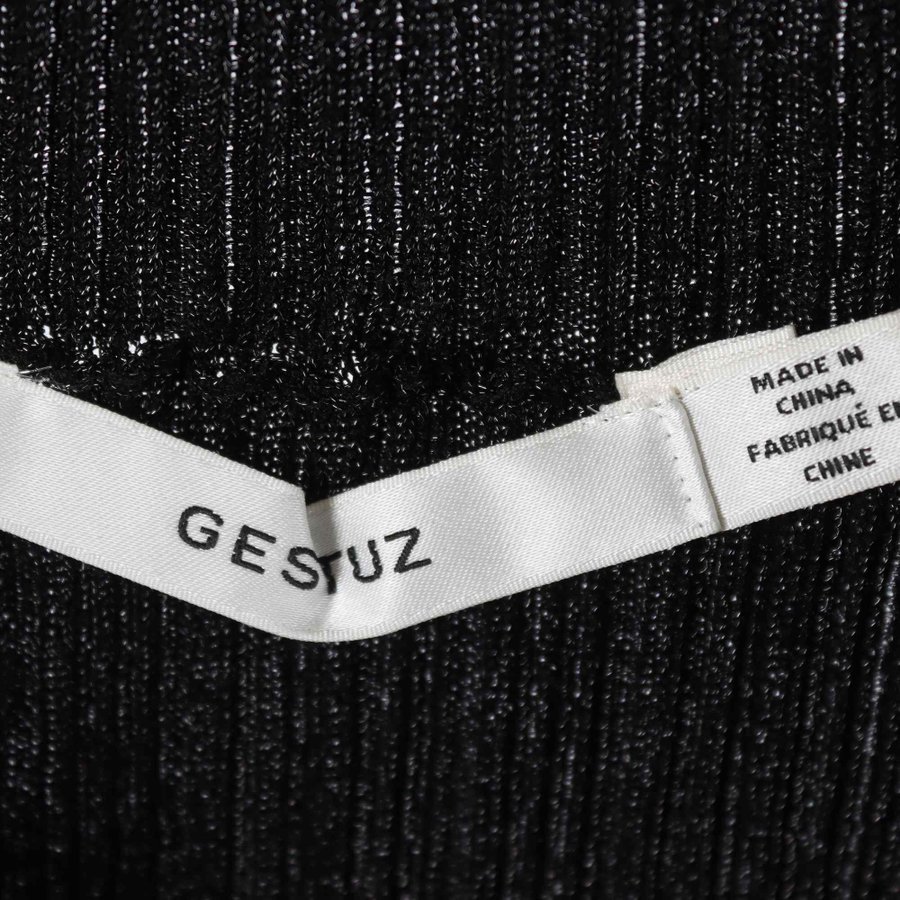 GESTUZ
MADE IN
CHINA
FABRIQUÉ EN
CHINE